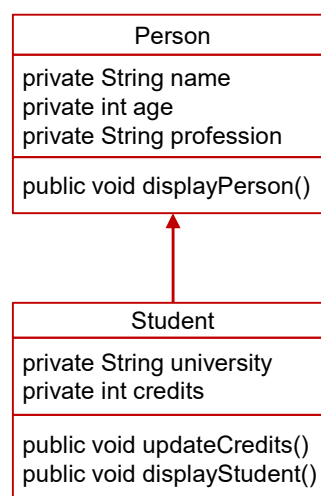 Person
private String name
private int age
private String profession
public void displayPerson()
Student
private String university
private int credits
public void updateCredits()
public void displayStudent()